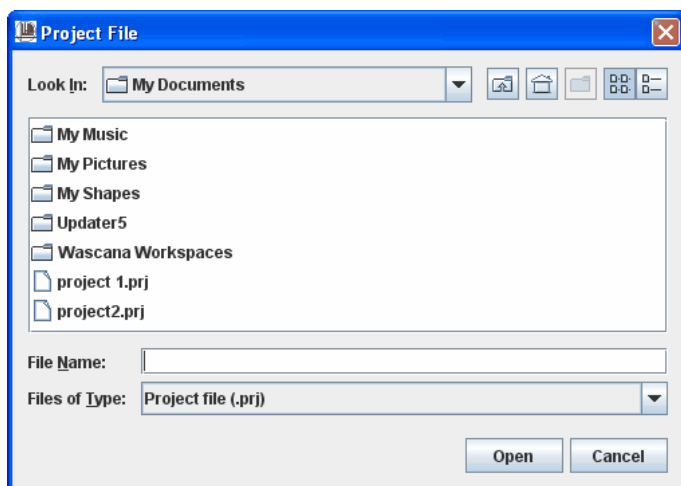 Project File
Look In: My Documents
My Music
My Pictures
My Shapes
Updater5
Wascana Workspaces
project 1.prj
project2.prj
File Name:
Files of Type: Project file (.prj)
Open Cancel